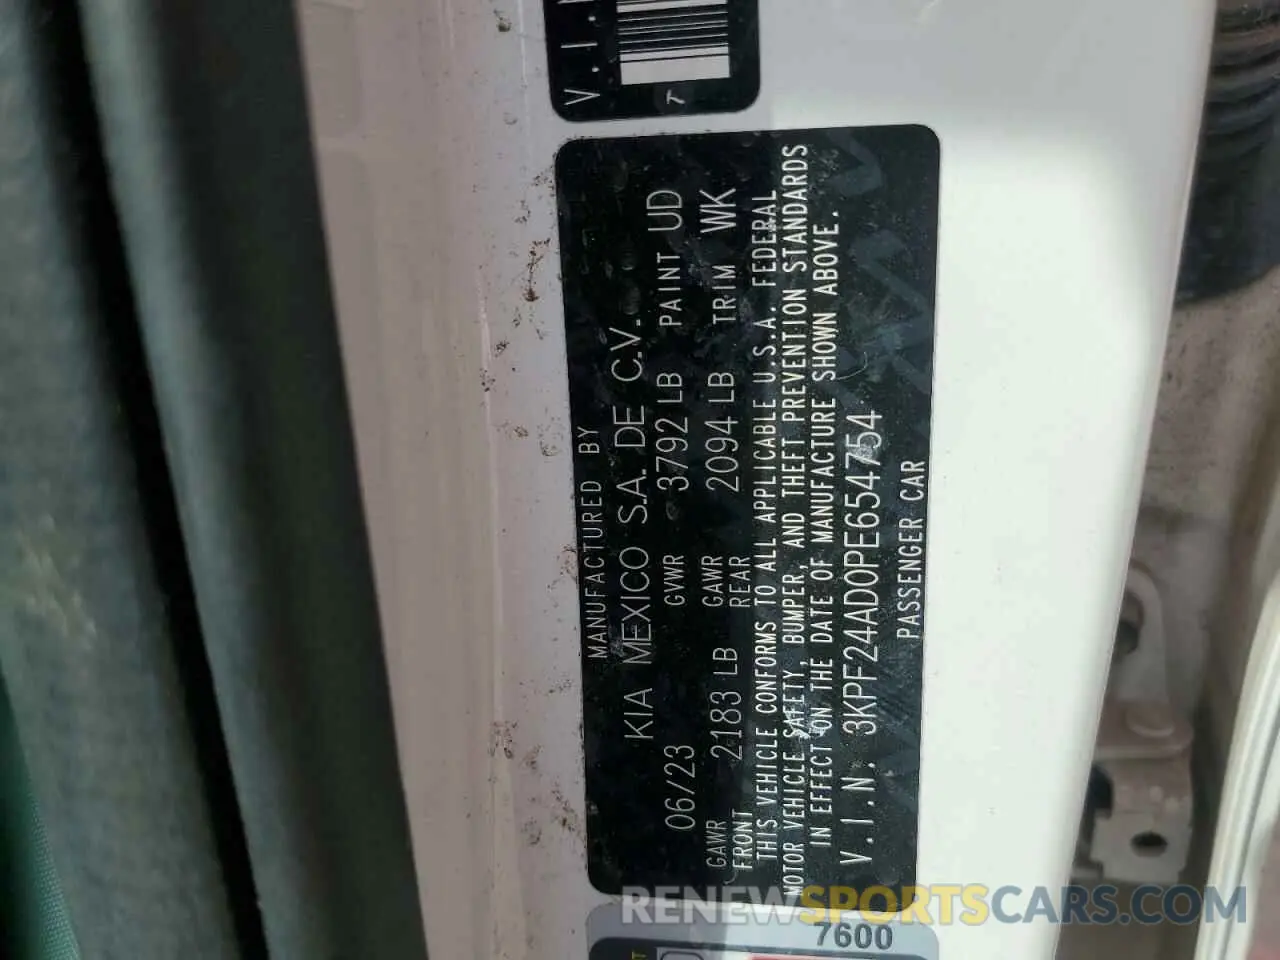 V.I.
MANUFACTURED BY
KIA MEXICO S.A. DE C.V.
06/23 GVWR 3792 LB PAINT UD
GAWR FRONT 2183 LB GAWR REAR 2094 LB TRIM WK
THIS VEHICLE CONFORMS TO ALL APPLICABLE U.S.A. FEDERAL
MOTOR VEHICLE SAFETY, BUMPER, AND THEFT PREVENTION STANDARDS
IN EFFECT ON THE DATE OF MANUFACTURE SHOWN ABOVE.
V.I.N. 3KPF24AD0PE654754
PASSENGER CAR
7600
RENEWSPORTSCARS.COM